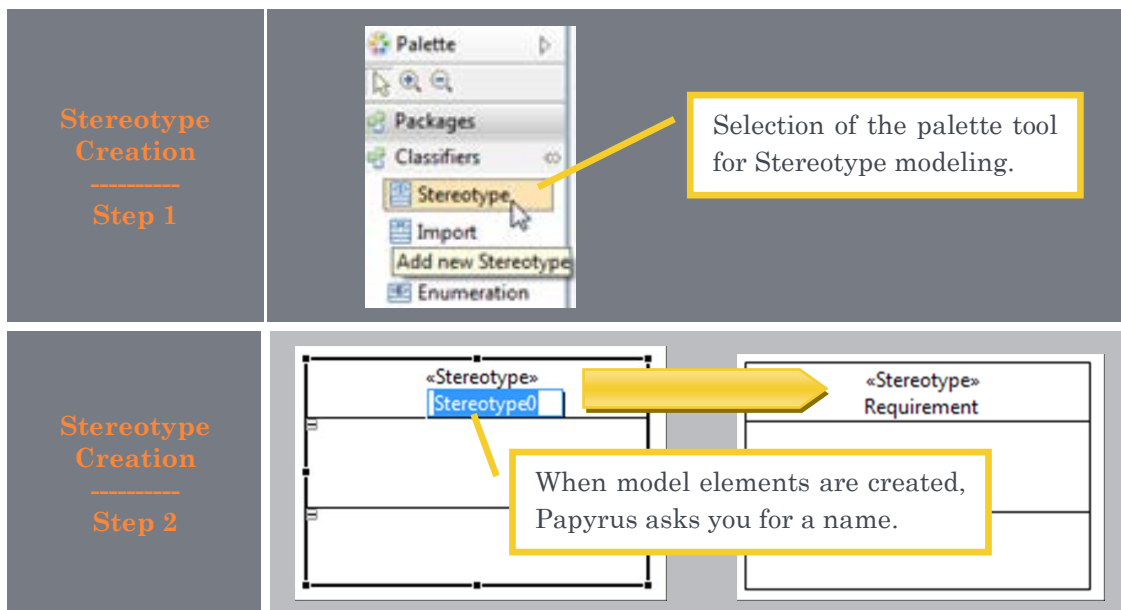 Stereotype
Creation
----------
Step 1
Palette
Packages
Classifiers
Stereotype
Import
Add new Stereotype
Enumeration
Selection of the palette tool
for Stereotype modeling.
Stereotype
Creation
----------
Step 2
«Stereotype»
Stereotype0
«Stereotype»
Requirement
When model elements are created,
Papyrus asks you for a name.